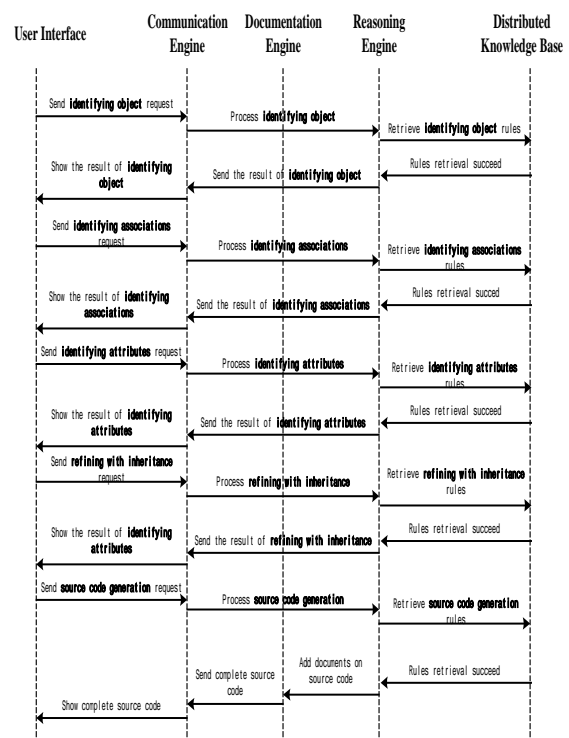 User Interface
Communication
Engine
Documentation
Engine
Reasoning
Engine
Distributed
Knowledge Base
Send identifying object request
Process identifying object
Retrieve identifying object rules
Rules retrieval succeed
Send the result of identifying object
Show the result of identifying
object
Send identifying associations
request
Process identifying associations
Retrieve identifying associations
rules
Rules retrieval succed
Send the result of identifying associations
Show the result of identifying
associations
Send identifying attributes request
Process identifying attributes
Retrieve identifying attributes
rules
Rules retrieval succeed
Send the result of identifying attributes
Show the result of identifying
attributes
Send refining with inheritance
request
Process refining with inheritance
Retrieve refining with inheritance
rules
Rules retrieval succeed
Send the result of refining with inheritance
Show the result of identifying
attributes
Send source code generation request
Process source code generation
Retrieve source code generation
rules
Rules retrieval succeed
Add documents on
source code
Send complete source
code
Show complete source code